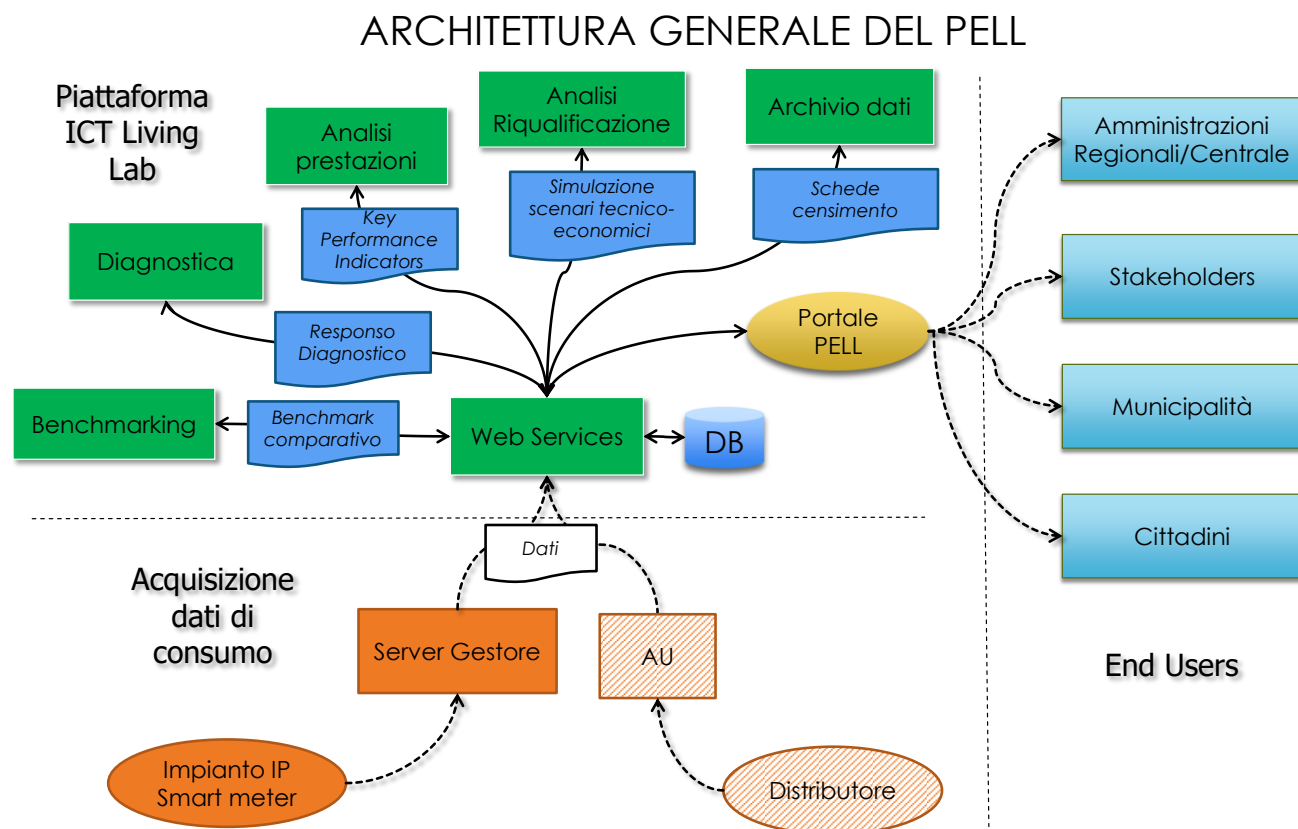 ARCHITETTURA GENERALE DEL PELL
Piattaforma
ICT Living
Lab
Analisi
prestazioni
Analisi
Riqualificazione
Archivio dati
Amministrazioni
Regionali/Centrale
Key
Performance
Indicators
Simulazione
scenari tecnico-
economici
Schede
censimento
Diagnostica
Stakeholders
Responso
Diagnostico
Portale
PELL
Benchmarking
Benchmark
comparativo
Web Services
DB
Municipalità
Dati
Cittadini
Acquisizione
dati di
consumo
Server Gestore
AU
End Users
Impianto IP
Smart meter
Distributore